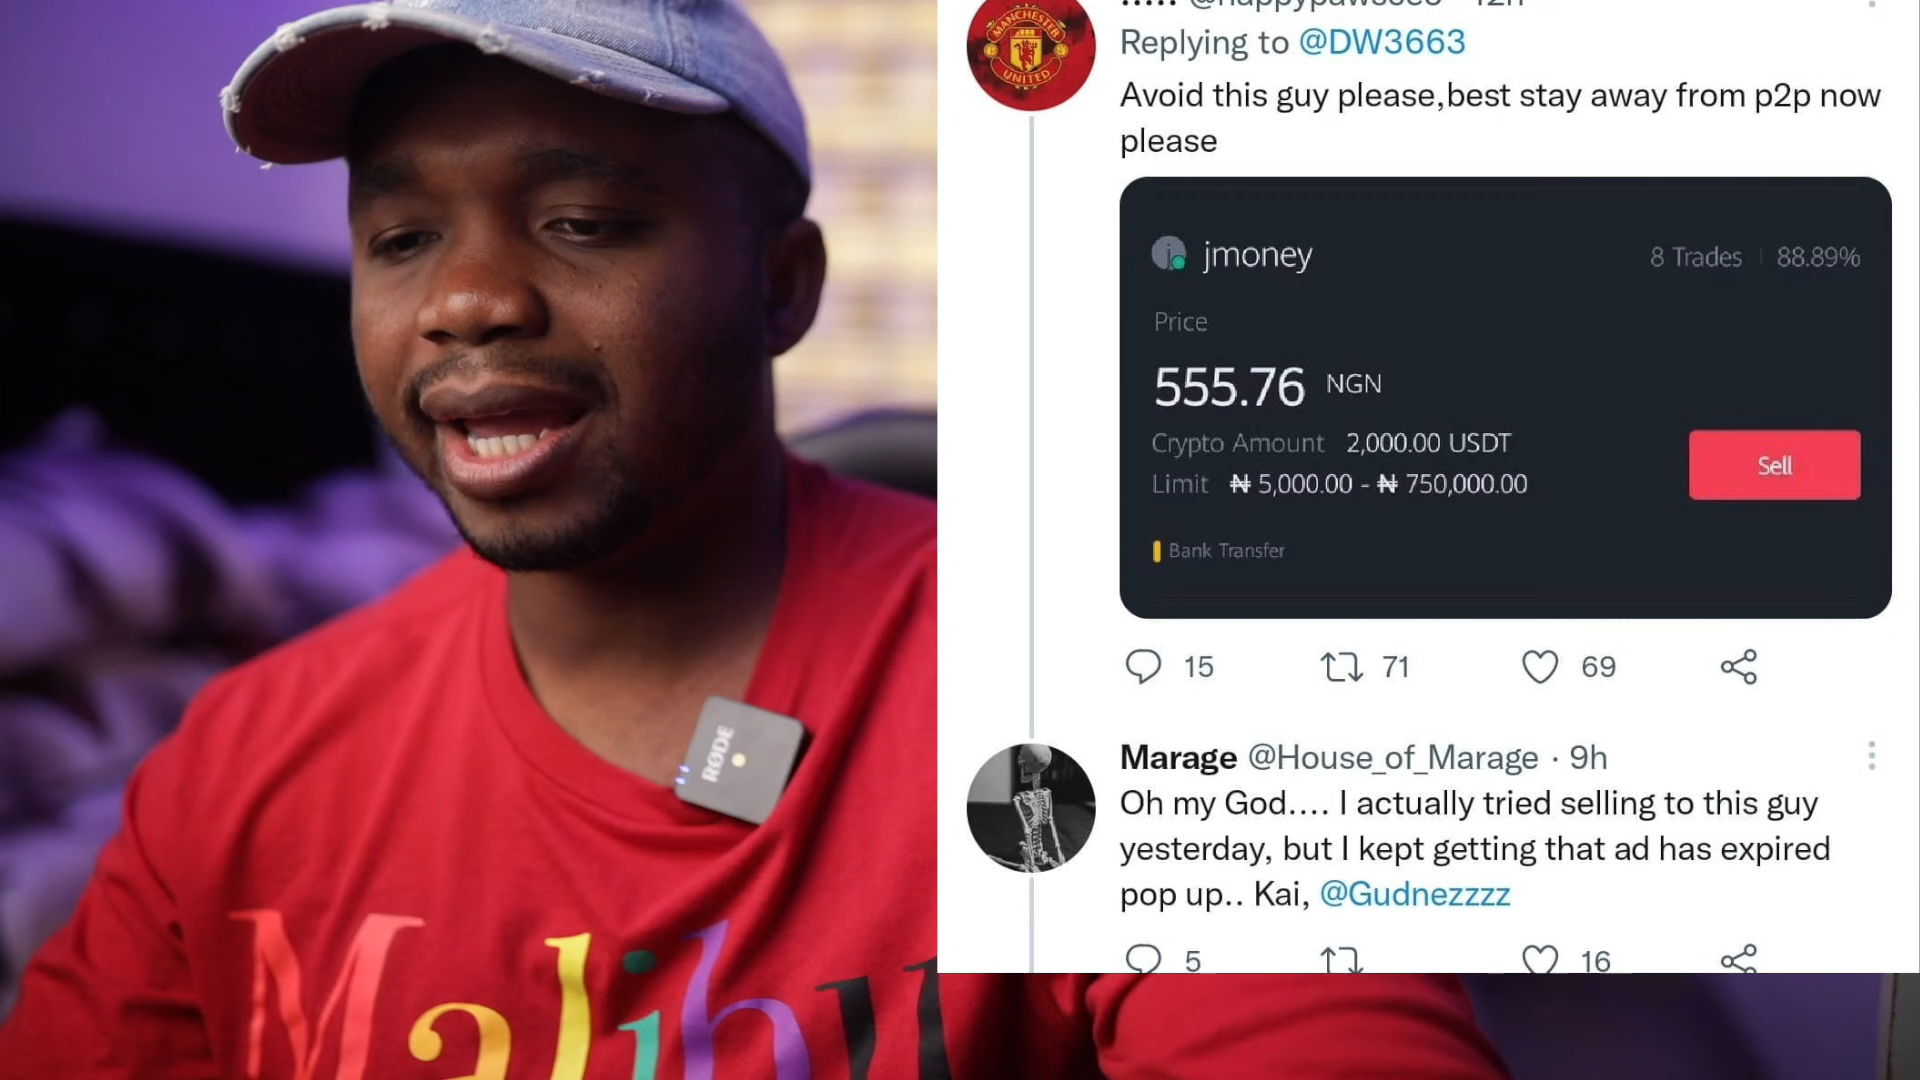 Replying to @DW3663
Avoid this guy please,best stay away from p2p now
please
jmoney
8 Trades 88.89%
Price
555.76 NGN
Crypto Amount 2,000.00 USDT
Limit ₦ 5,000.00 - ₦ 750,000.00
Sell
Bank Transfer
15 71 69
Marage @House_of_Marage · 9h
Oh my God.... I actually tried selling to this guy
yesterday, but I kept getting that ad has expired
pop up.. Kai, @Gudnezzzz
5 16
MANCHESTER
UNITED
RØDE
Malibu